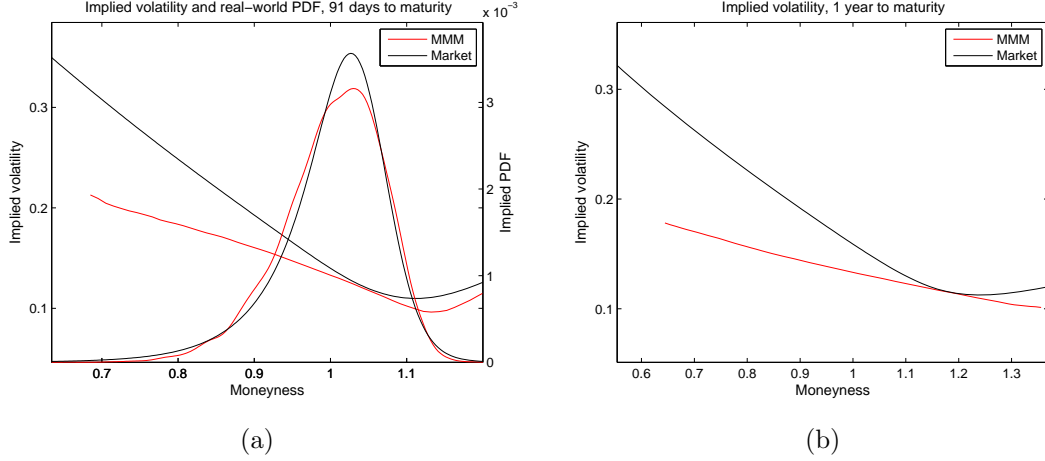 Implied volatility and real−world PDF, 91 days to maturity
x 10−3
MMM
Market
0.3
0.2
0.1
Implied volatility
3
2
1
0
Implied PDF
0.7 0.8 0.9 1 1.1
Moneyness
(a)
Implied volatility, 1 year to maturity
MMM
Market
0.3
0.2
0.1
Implied volatility
0.6 0.7 0.8 0.9 1 1.1 1.2 1.3
Moneyness
(b)